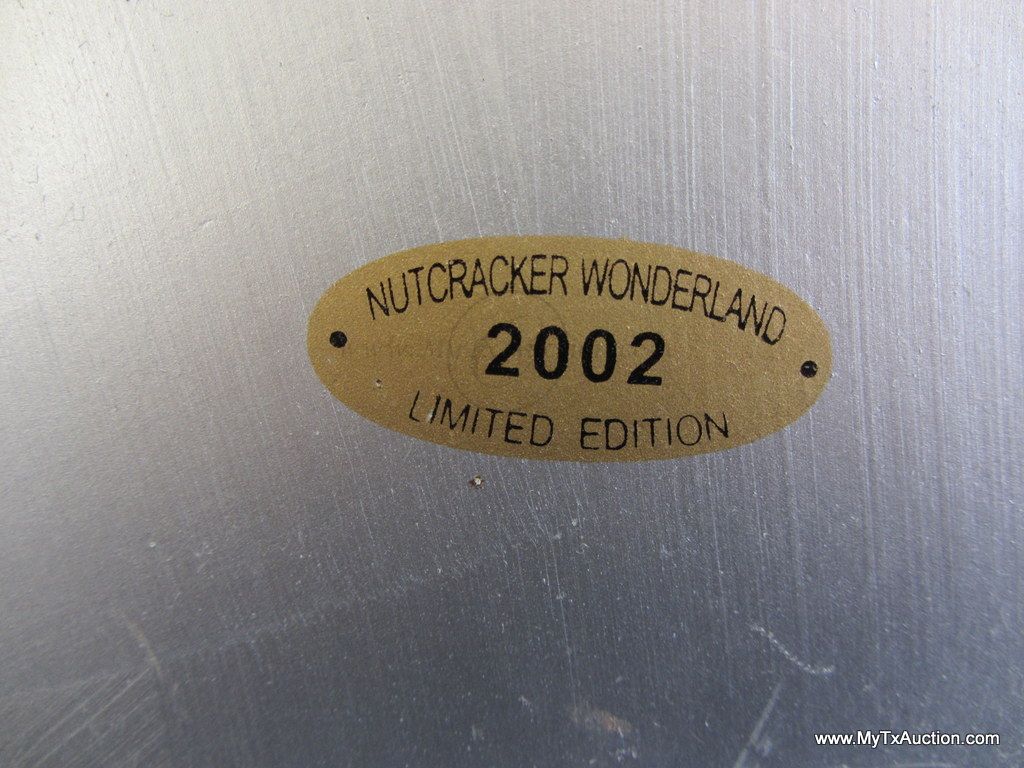 NUTCRACKER WONDERLAND
2002
LIMITED EDITION
www.MyTxAuction.com